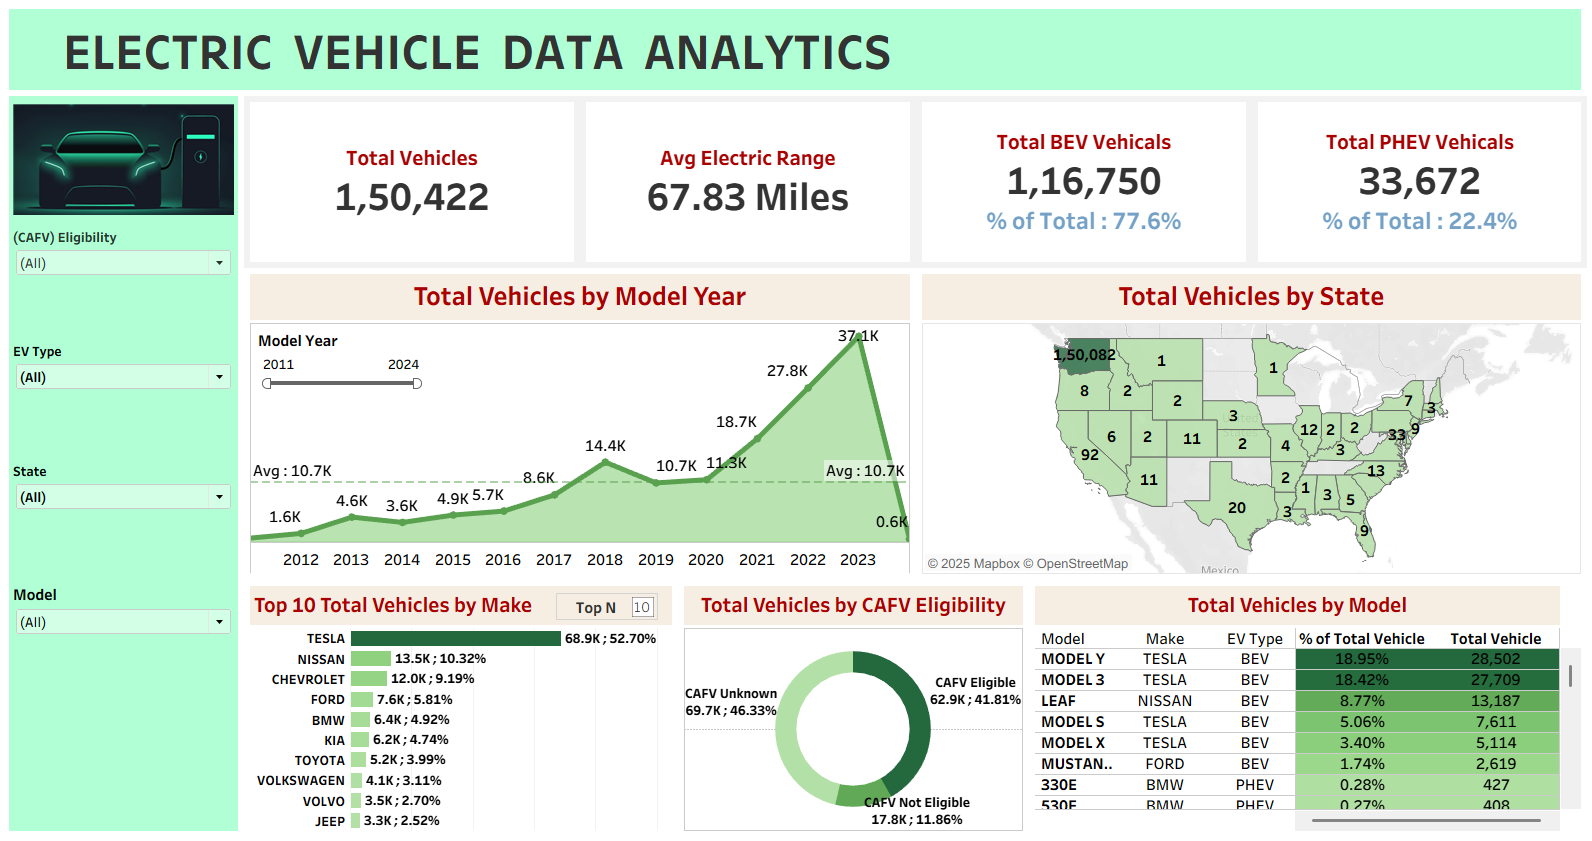 ELECTRIC VEHICLE DATA ANALYTICS
(CAFV) Eligibility
(All)
EV Type
(All)
State
(All)
Model
(All)
Total Vehicles
1,50,422
Avg Electric Range
67.83 Miles
Total BEV Vehicals
1,16,750
% of Total : 77.6%
Total PHEV Vehicals
33,672
% of Total : 22.4%
Total Vehicles by Model Year
Model Year
2011 2024
37.1K
27.8K
18.7K
14.4K
10.7K 11.3K
Avg : 10.7K
Avg : 10.7K
8.6K
5.7K
4.9K
4.6K
3.6K
1.6K
0.6K
2012 2013 2014 2015 2016 2017 2018 2019 2020 2021 2022 2023
Total Vehicles by State
1,50,082 1 1
8 2 2 3 7 3
6 2 11 2 4 12 2 2 33 9
92 3
11 2 13
20 3 1 3 5
9
United
States
Mexico
© 2025 Mapbox © OpenStreetMap
Top 10 Total Vehicles by Make
Top N 10
TESLA 68.9K ; 52.70%
NISSAN 13.5K ; 10.32%
CHEVROLET 12.0K ; 9.19%
FORD 7.6K ; 5.81%
BMW 6.4K ; 4.92%
KIA 6.2K ; 4.74%
TOYOTA 5.2K ; 3.99%
VOLKSWAGEN 4.1K ; 3.11%
VOLVO 3.5K ; 2.70%
JEEP 3.3K ; 2.52%
Total Vehicles by CAFV Eligibility
CAFV Unknown
69.7K ; 46.33%
CAFV Eligible
62.9K ; 41.81%
CAFV Not Eligible
17.8K ; 11.86%
Total Vehicles by Model
Model Make EV Type % of Total Vehicle Total Vehicle
MODEL Y TESLA BEV 18.95% 28,502
MODEL 3 TESLA BEV 18.42% 27,709
LEAF NISSAN BEV 8.77% 13,187
MODEL S TESLA BEV 5.06% 7,611
MODEL X TESLA BEV 3.40% 5,114
MUSTAN.. FORD BEV 1.74% 2,619
330E BMW PHEV 0.28% 427
530E BMW PHEV 0.27% 408